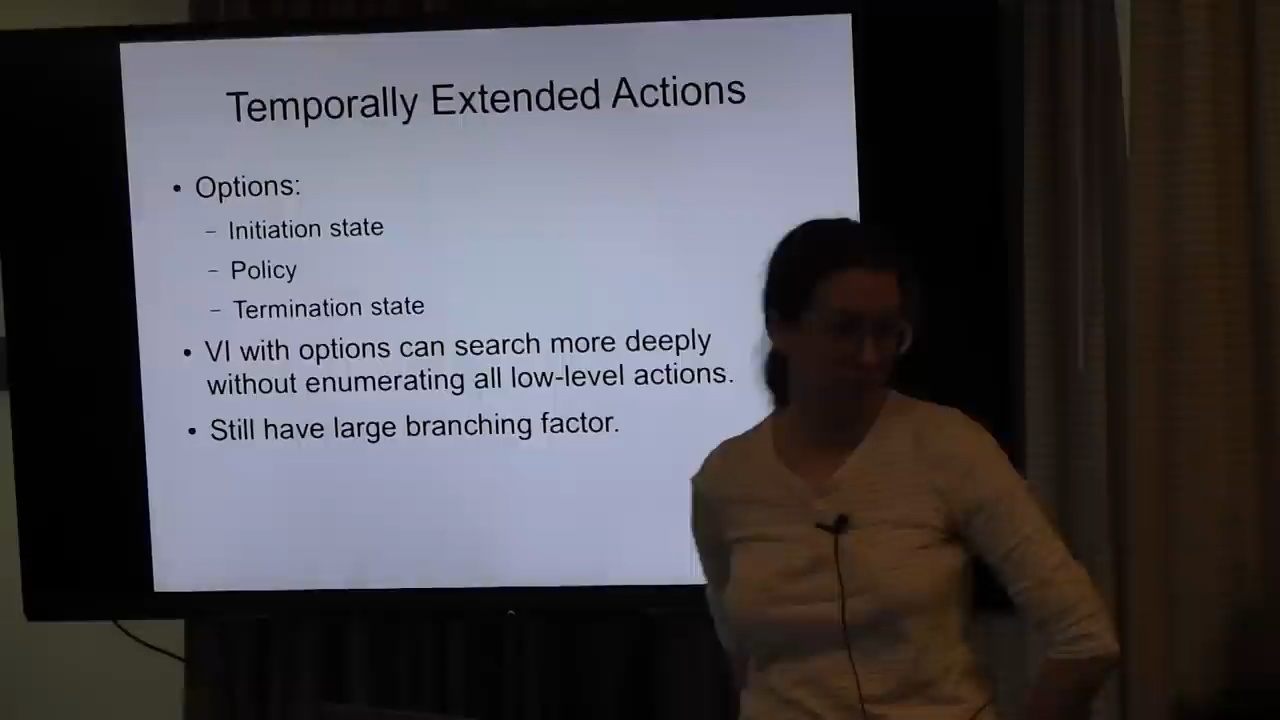 Temporally Extended Actions
• Options:
– Initiation state
– Policy
– Termination state
• VI with options can search more deeply
without enumerating all low-level actions.
• Still have large branching factor.